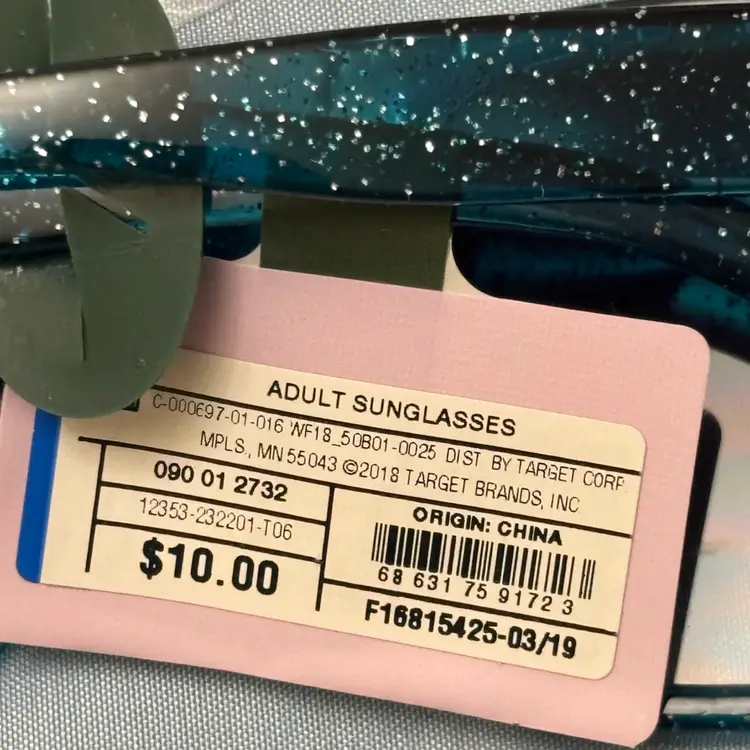 ADULT SUNGLASSES
C-000697-01-016 WF18_50B01-0025 DIST BY TARGET CORP
MPLS, MN 55043 ©2018 TARGET BRANDS, INC
090 01 2732
12353-232201-T06
$10.00
ORIGIN: CHINA
68 631 75 9172 3
F16815425-03/19